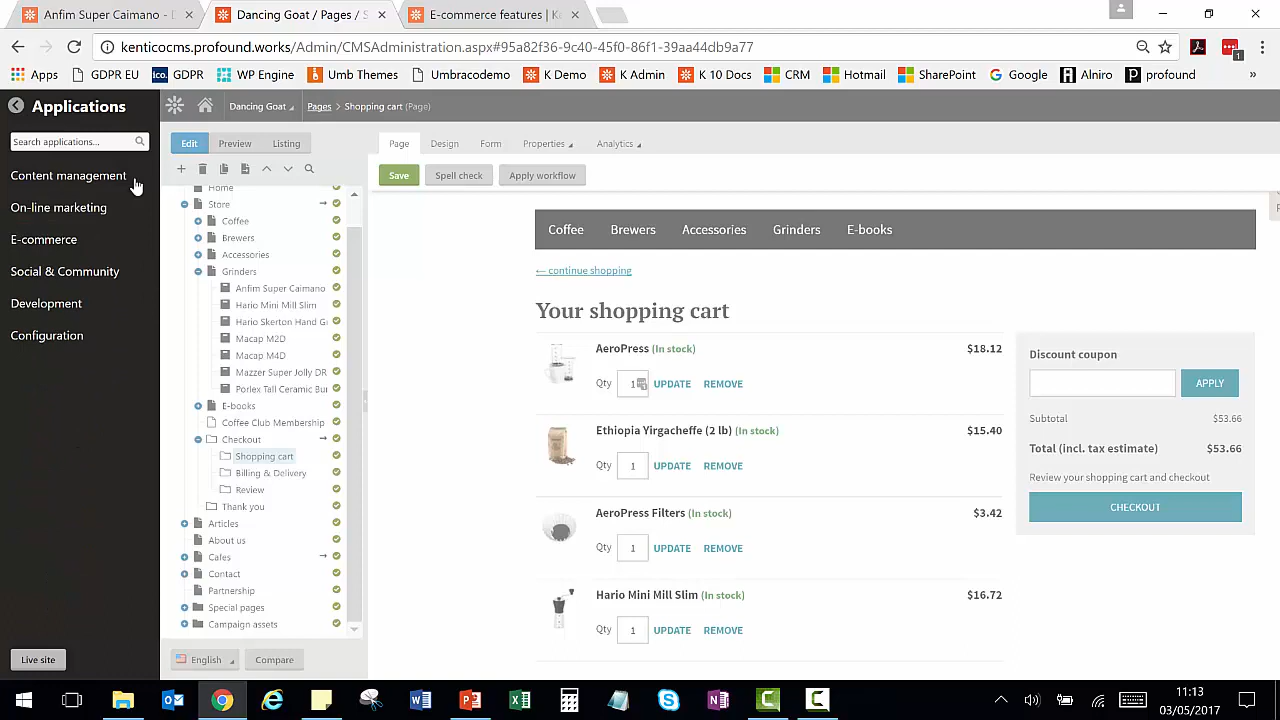 Anfim Super Caimano - D
Dancing Goat / Pages / S
E-commerce features | Ke
kenticocms.profound.works/Admin/CMSAdministration.aspx#95a82f36-9c40-45f0-86f1-39aa44db9a77
Apps
GDPR EU
ico. GDPR
WP Engine
Umb Themes
Umbracodemo
K Demo
K Admin
K 10 Docs
CRM
Hotmail
SharePoint
Google
Alniro
profound
»
1
Applications
Dancing Goat
Pages > Shopping cart (Page)
Search applications...
Content management
On-line marketing
E-commerce
Social & Community
Development
Configuration
Live site
Edit
Preview
Listing
Home
Store
Coffee
Brewers
Accessories
Grinders
Anfim Super Caimano
Hario Mini Mill Slim
Hario Skerton Hand G
Macap M2D
Macap M4D
Mazzer Super Jolly DR
Porlex Tall Ceramic Bu
E-books
Coffee Club Membership
Checkout
Shopping cart
Billing & Delivery
Review
Thank you
Articles
About us
Cafes
Contact
Partnership
Special pages
Campaign assets
English
Compare
Page
Design
Form
Properties
Analytics
Save
Spell check
Apply workflow
Coffee
Brewers
Accessories
Grinders
E-books
← continue shopping
Your shopping cart
AeroPress (In stock) $18.12
Qty 1 UPDATE REMOVE
Ethiopia Yirgacheffe (2 lb) (In stock) $15.40
Qty 1 UPDATE REMOVE
AeroPress Filters (In stock) $3.42
Qty 1 UPDATE REMOVE
Hario Mini Mill Slim (In stock) $16.72
Qty 1 UPDATE REMOVE
Discount coupon
APPLY
Subtotal $53.66
Total (incl. tax estimate) $53.66
Review your shopping cart and checkout
CHECKOUT
11:13
03/05/2017